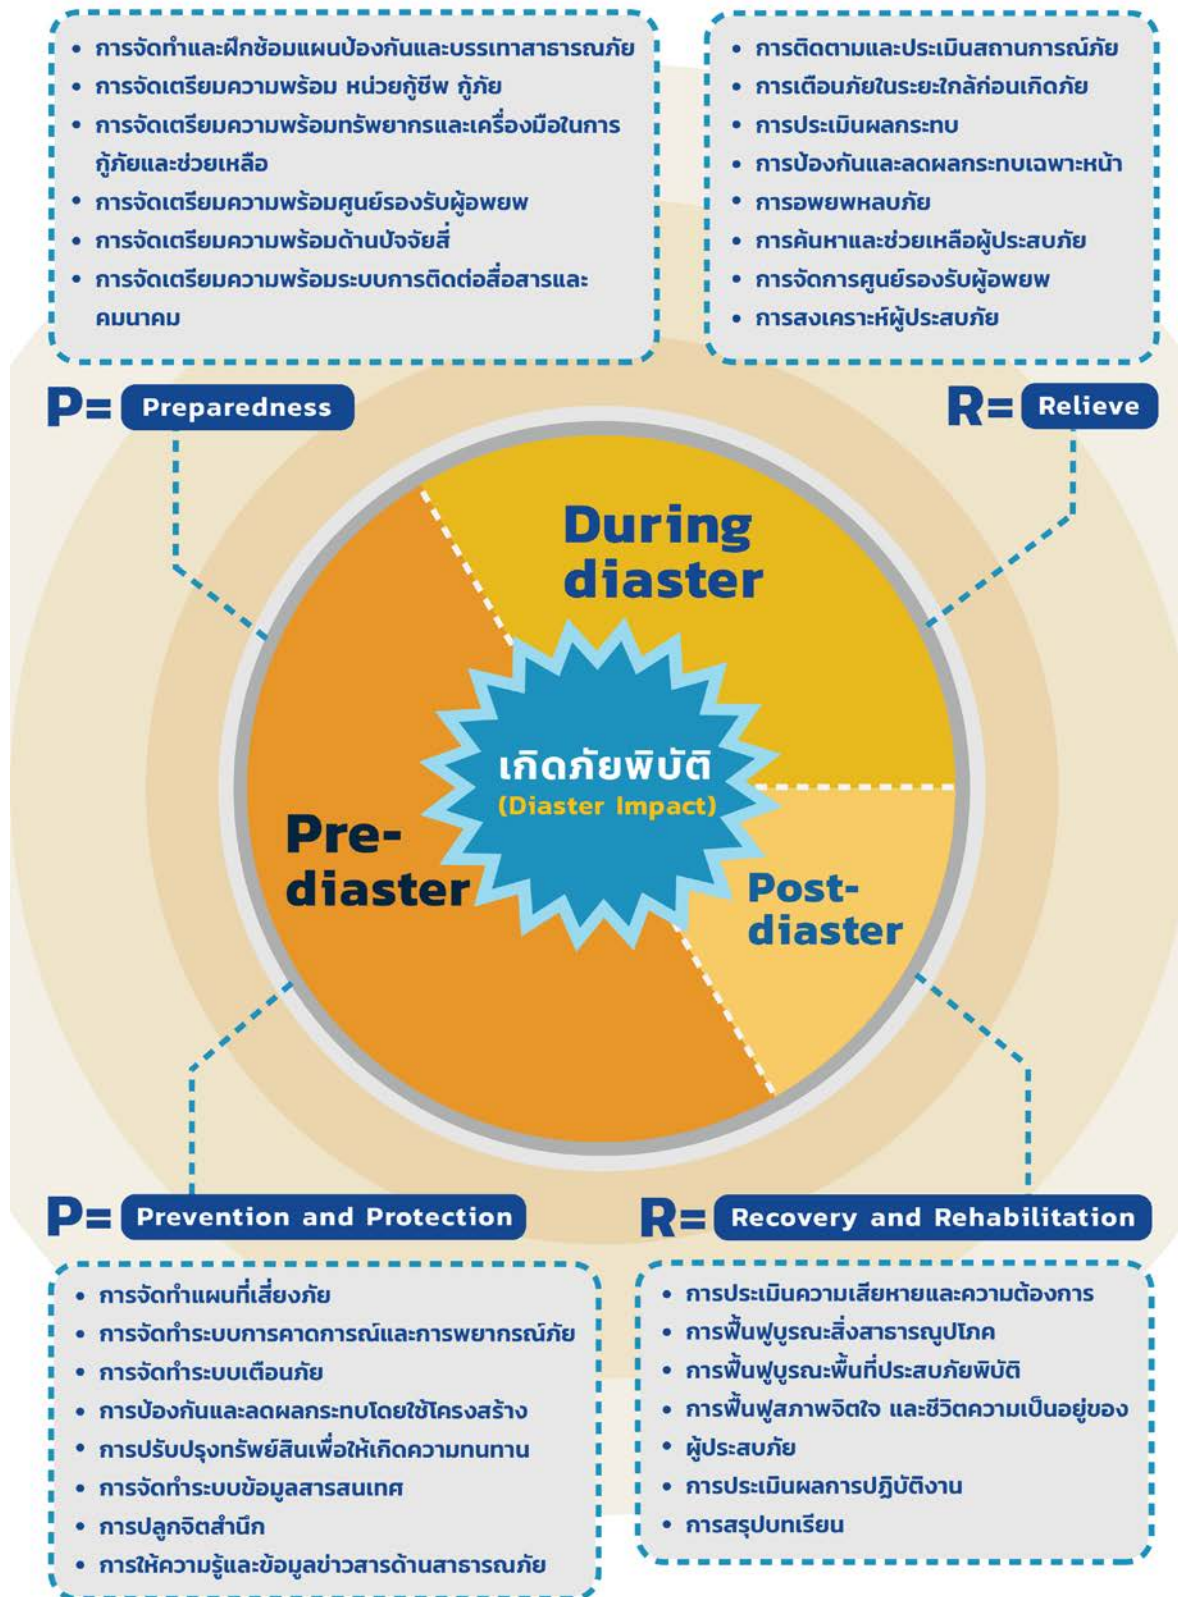 • การจัดทำและฝึกซ้อมแผนป้องกันและบรรเทาสาธารณภัย
• การจัดเตรียมความพร้อม หน่วยกู้ชีพ กู้ภัย
• การจัดเตรียมความพร้อมทรัพยากรและเครื่องมือในการ
กู้ภัยและช่วยเหลือ
• การจัดเตรียมความพร้อมศูนย์รองรับผู้อพยพ
• การจัดเตรียมความพร้อมด้านปัจจัยสี่
• การจัดเตรียมความพร้อมระบบการติดต่อสื่อสารและ
คมนาคม
• การติดตามและประเมินสถานการณ์ภัย
• การเตือนภัยในระยะใกล้ก่อนเกิดภัย
• การประเมินผลกระทบ
• การป้องกันและลดผลกระทบเฉพาะหน้า
• การอพยพหลบภัย
• การค้นหาและช่วยเหลือผู้ประสบภัย
• การจัดการศูนย์รองรับผู้อพยพ
• การสงเคราะห์ผู้ประสบภัย
P= Preparedness
R= Relieve
During
diaster
เกิดภัยพิบัติ
(Diaster Impact)
Pre-
diaster
Post-
diaster
P= Prevention and Protection
R= Recovery and Rehabilitation
• การจัดทำแผนที่เสี่ยงภัย
• การจัดทำระบบการคาดการณ์และการพยากรณ์ภัย
• การจัดทำระบบเตือนภัย
• การป้องกันและลดผลกระทบโดยใช้โครงสร้าง
• การปรับปรุงทรัพย์สินเพื่อให้เกิดความทนทาน
• การจัดทำระบบข้อมูลสารสนเทศ
• การปลูกจิตสำนึก
• การให้ความรู้และข้อมูลข่าวสารด้านสาธารณภัย
• การประเมินความเสียหายและความต้องการ
• การฟื้นฟูบูรณะสิ่งสาธารณูปโภค
• การฟื้นฟูบูรณะพื้นที่ประสบภัยพิบัติ
• การฟื้นฟูสภาพจิตใจ และชีวิตความเป็นอยู่ของ
• ผู้ประสบภัย
• การประเมินผลการปฏิบัติงาน
• การสรุปบทเรียน